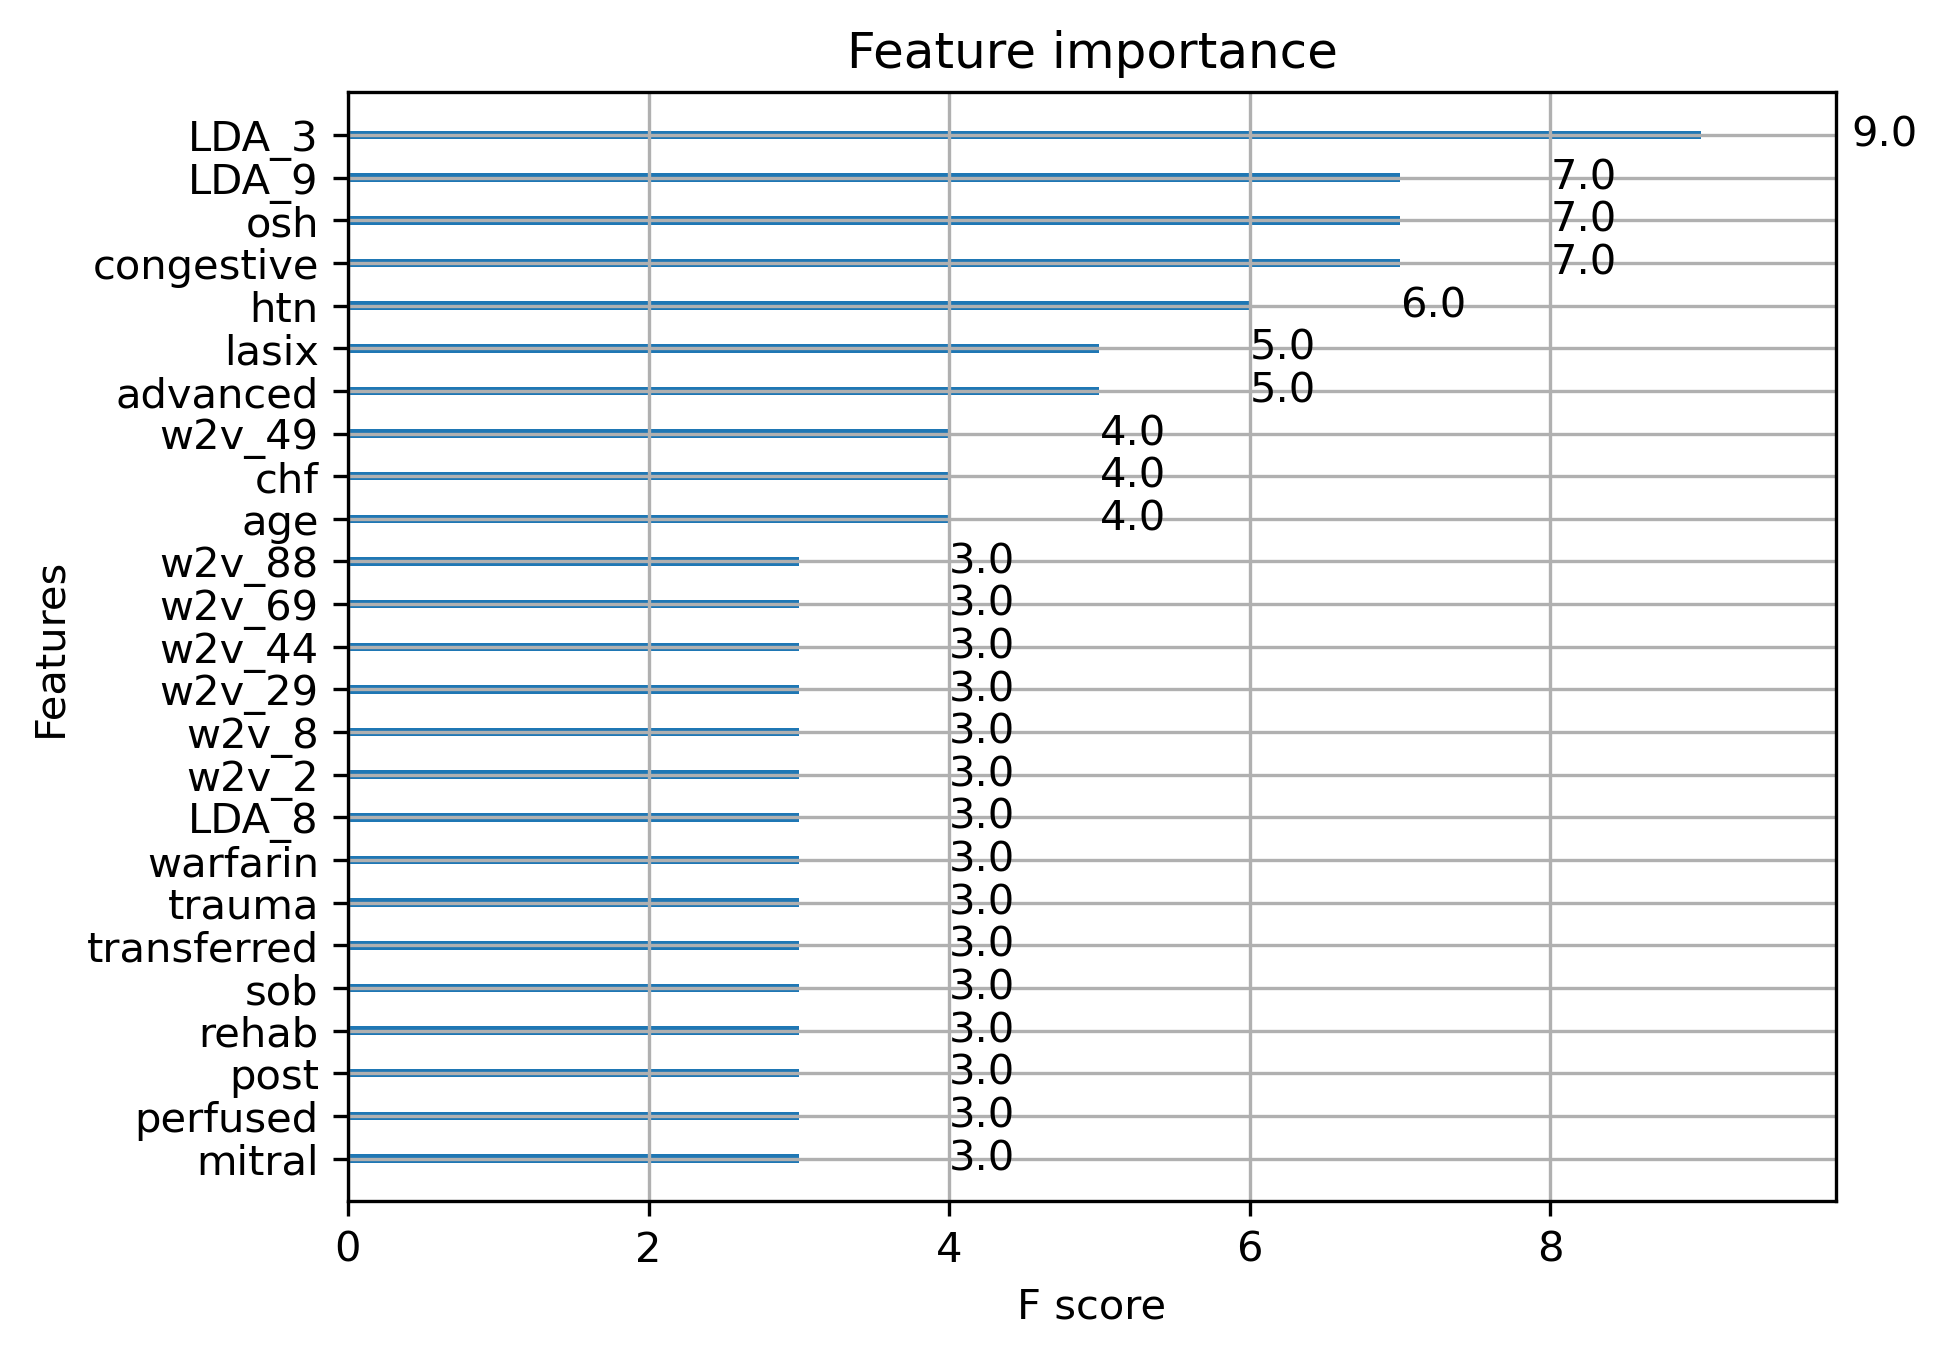 Feature importance
LDA_3 9.0
LDA_9 7.0
osh 7.0
congestive 7.0
htn 6.0
lasix 5.0
advanced 5.0
w2v_49 4.0
chf 4.0
age 4.0
w2v_88 3.0
w2v_69 3.0
w2v_44 3.0
w2v_29 3.0
w2v_8 3.0
w2v_2 3.0
LDA_8 3.0
warfarin 3.0
trauma 3.0
transferred 3.0
sob 3.0
rehab 3.0
post 3.0
perfused 3.0
mitral 3.0
Features
0 2 4 6 8
F score